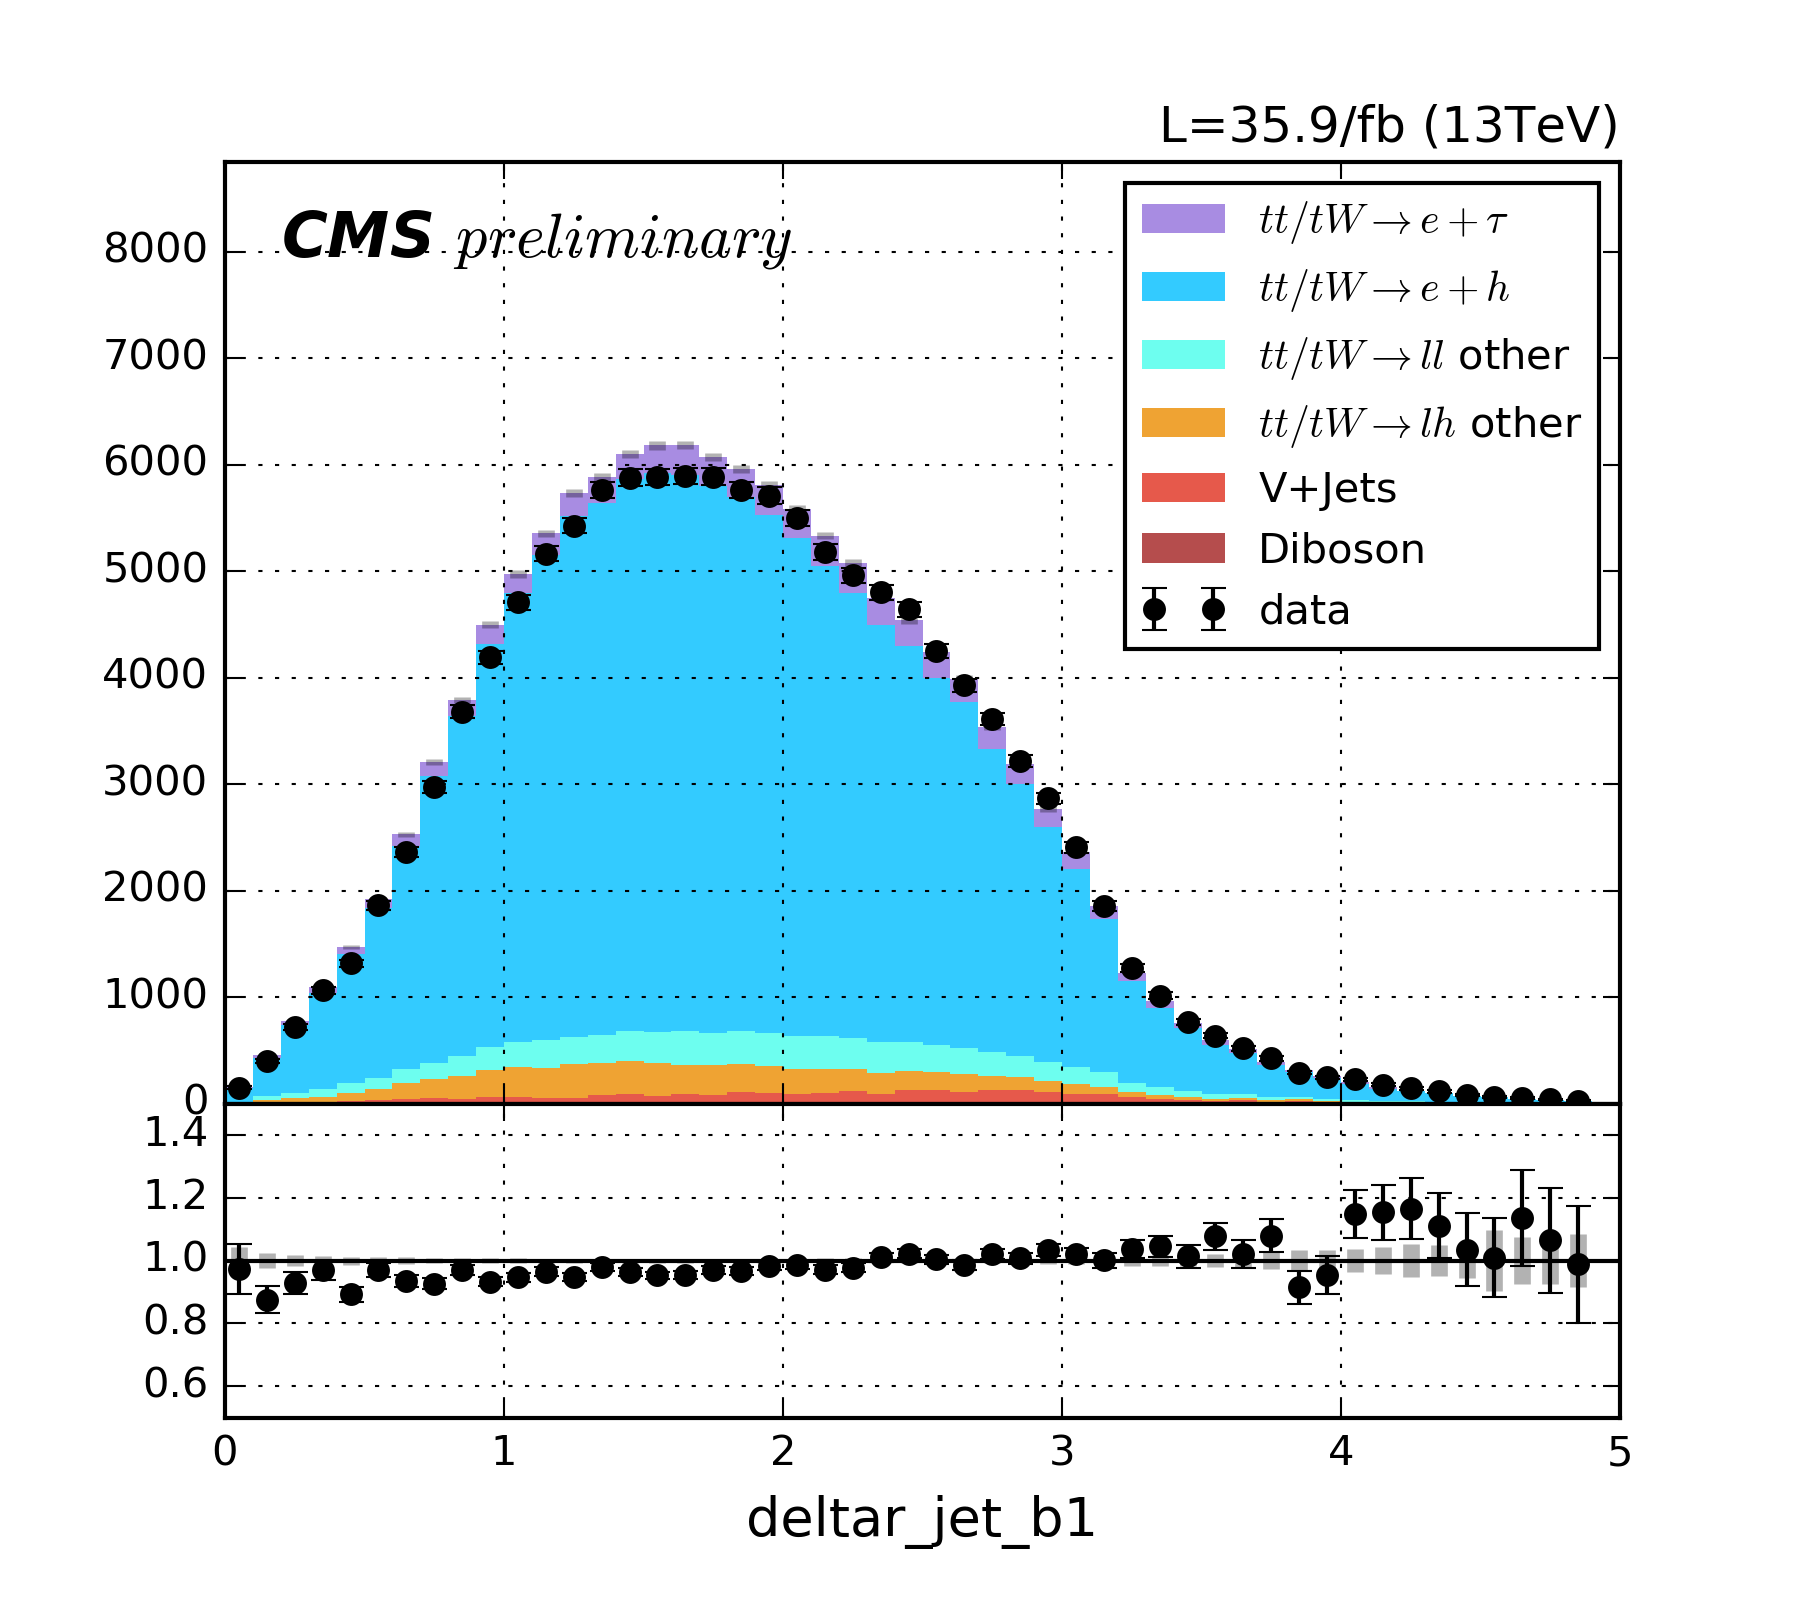 L=35.9/fb (13TeV)
CMS preliminary
8000
7000
6000
5000
4000
3000
2000
1000
0
tt/tW→e+τ
tt/tW→e+h
tt/tW→ll other
tt/tW→lh other
V+Jets
Diboson
data
1.4
1.2
1.0
0.8
0.6
0 1 2 3 4 5
deltar_jet_b1